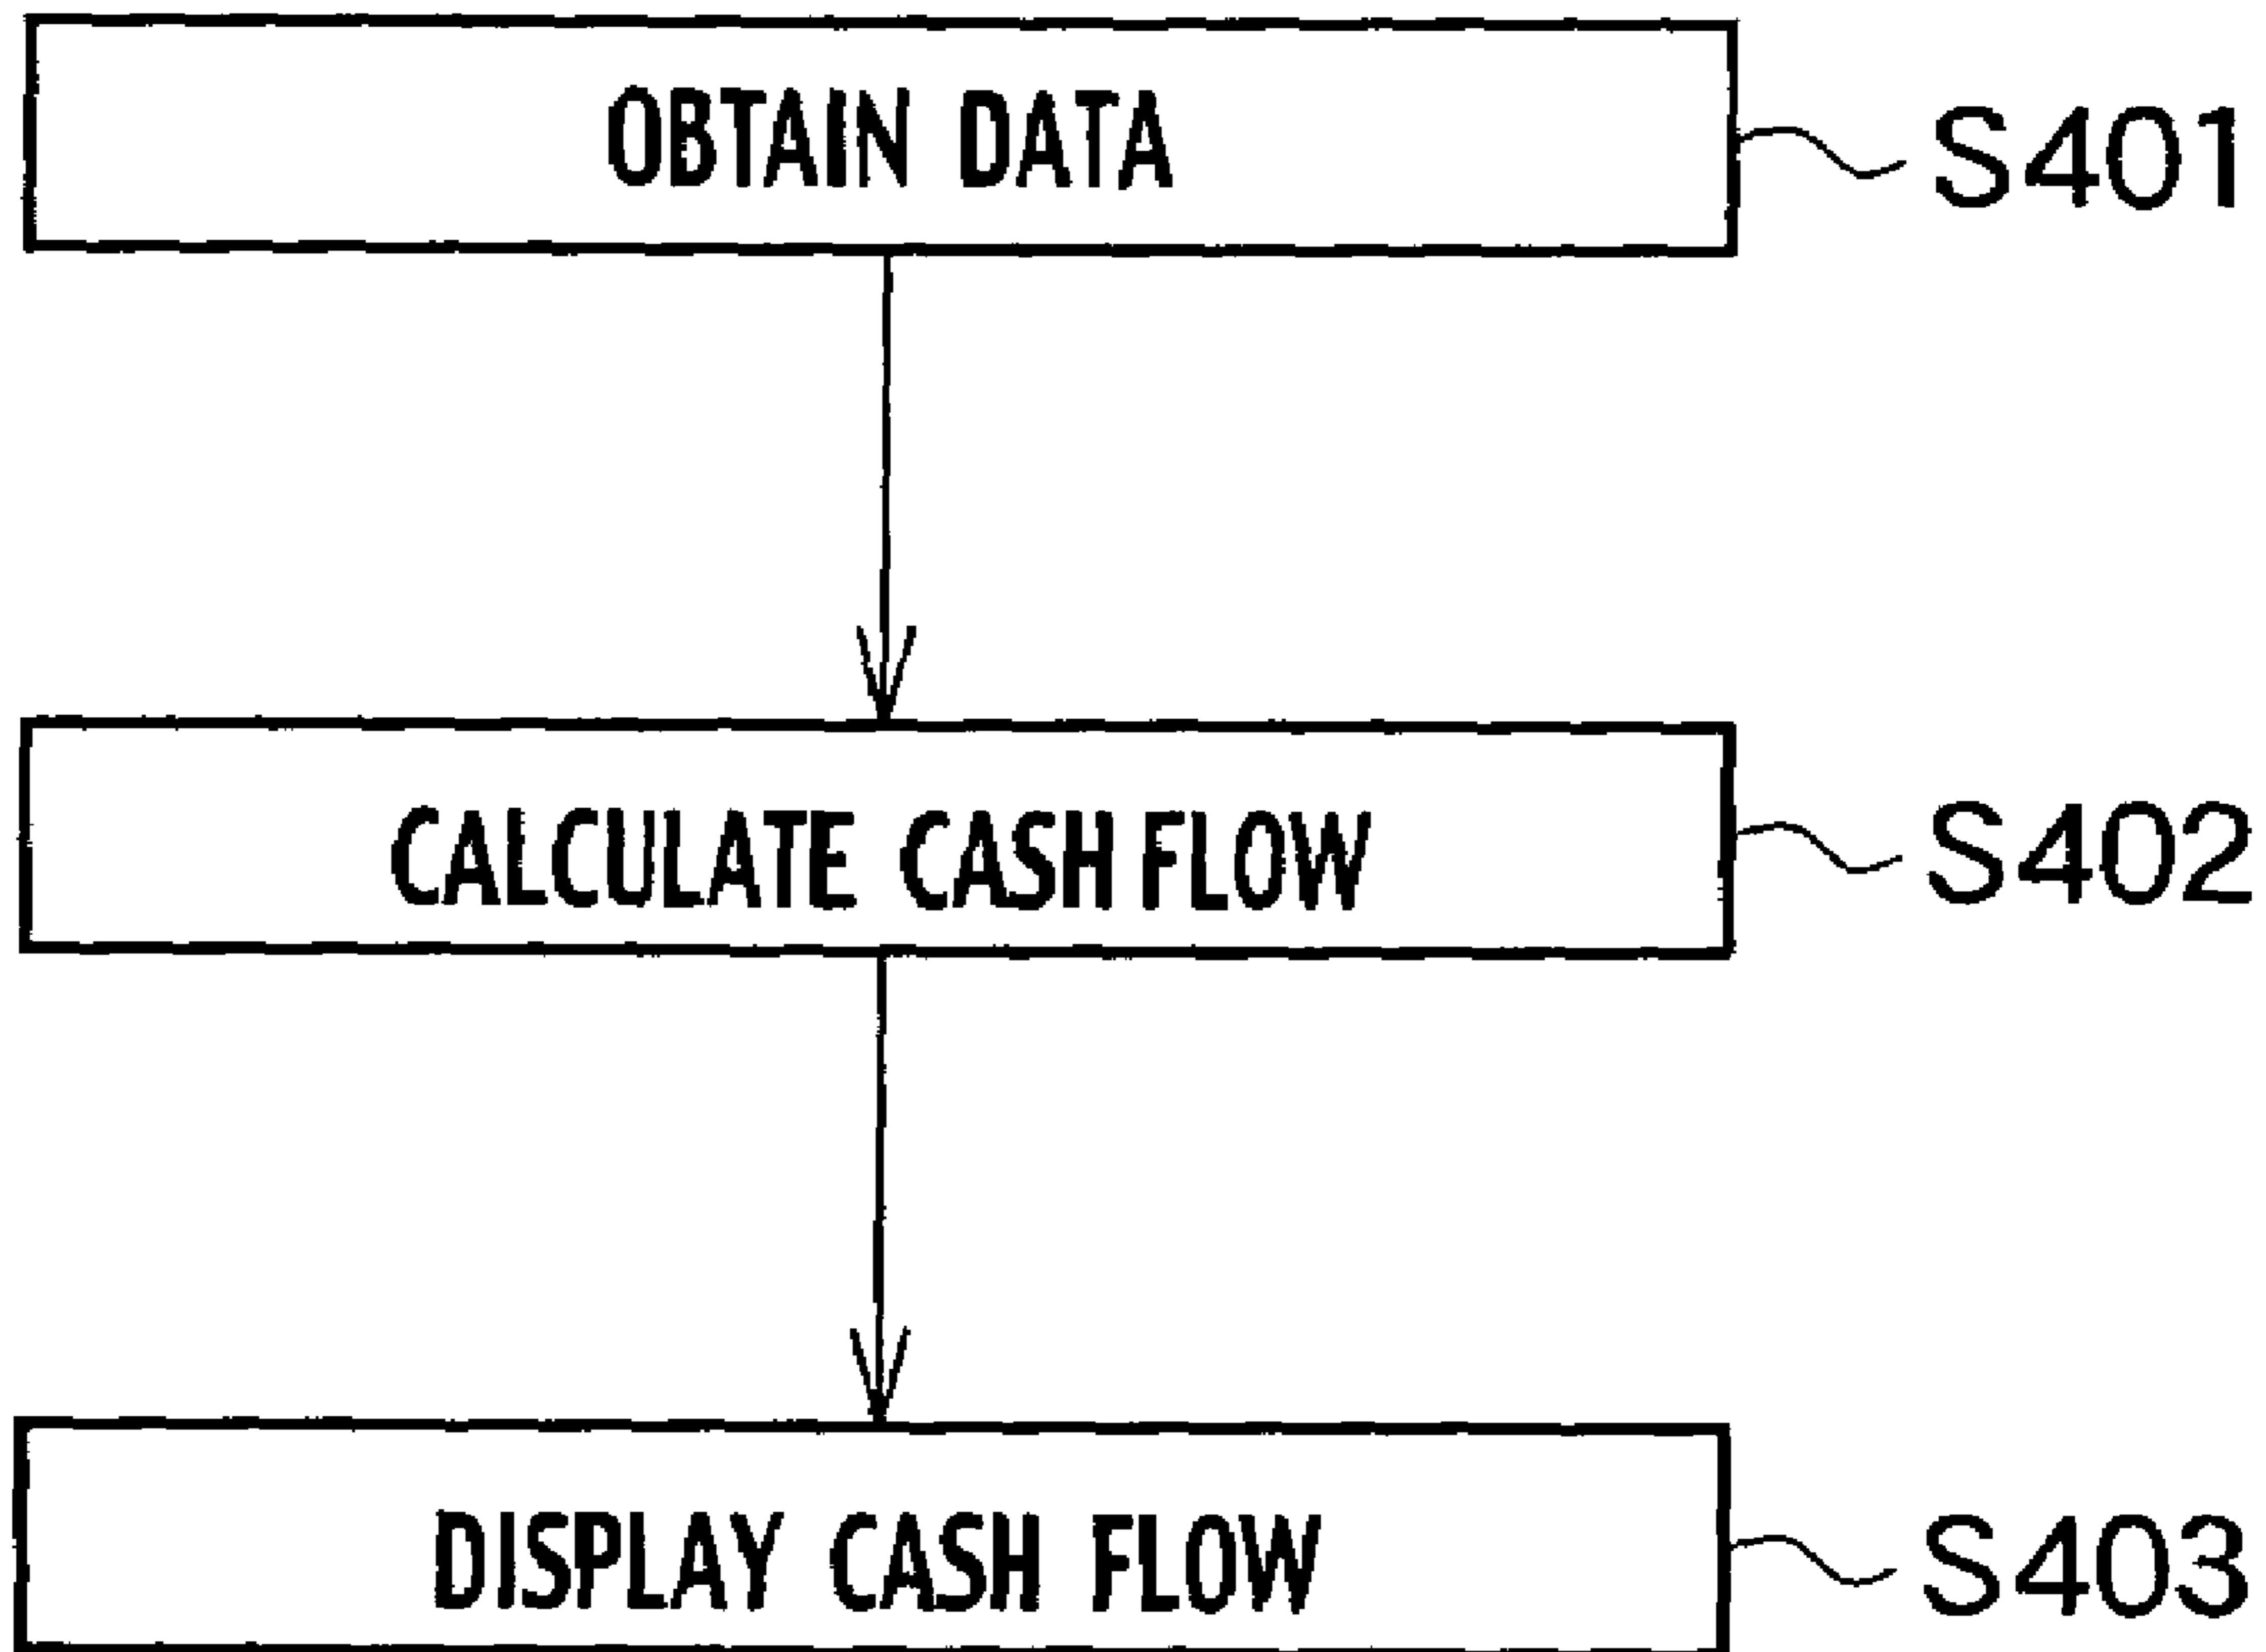 OBTAIN DATA
S401
CALCULATE CASH FLOW
S402
DISPLAY CASH FLOW
S403